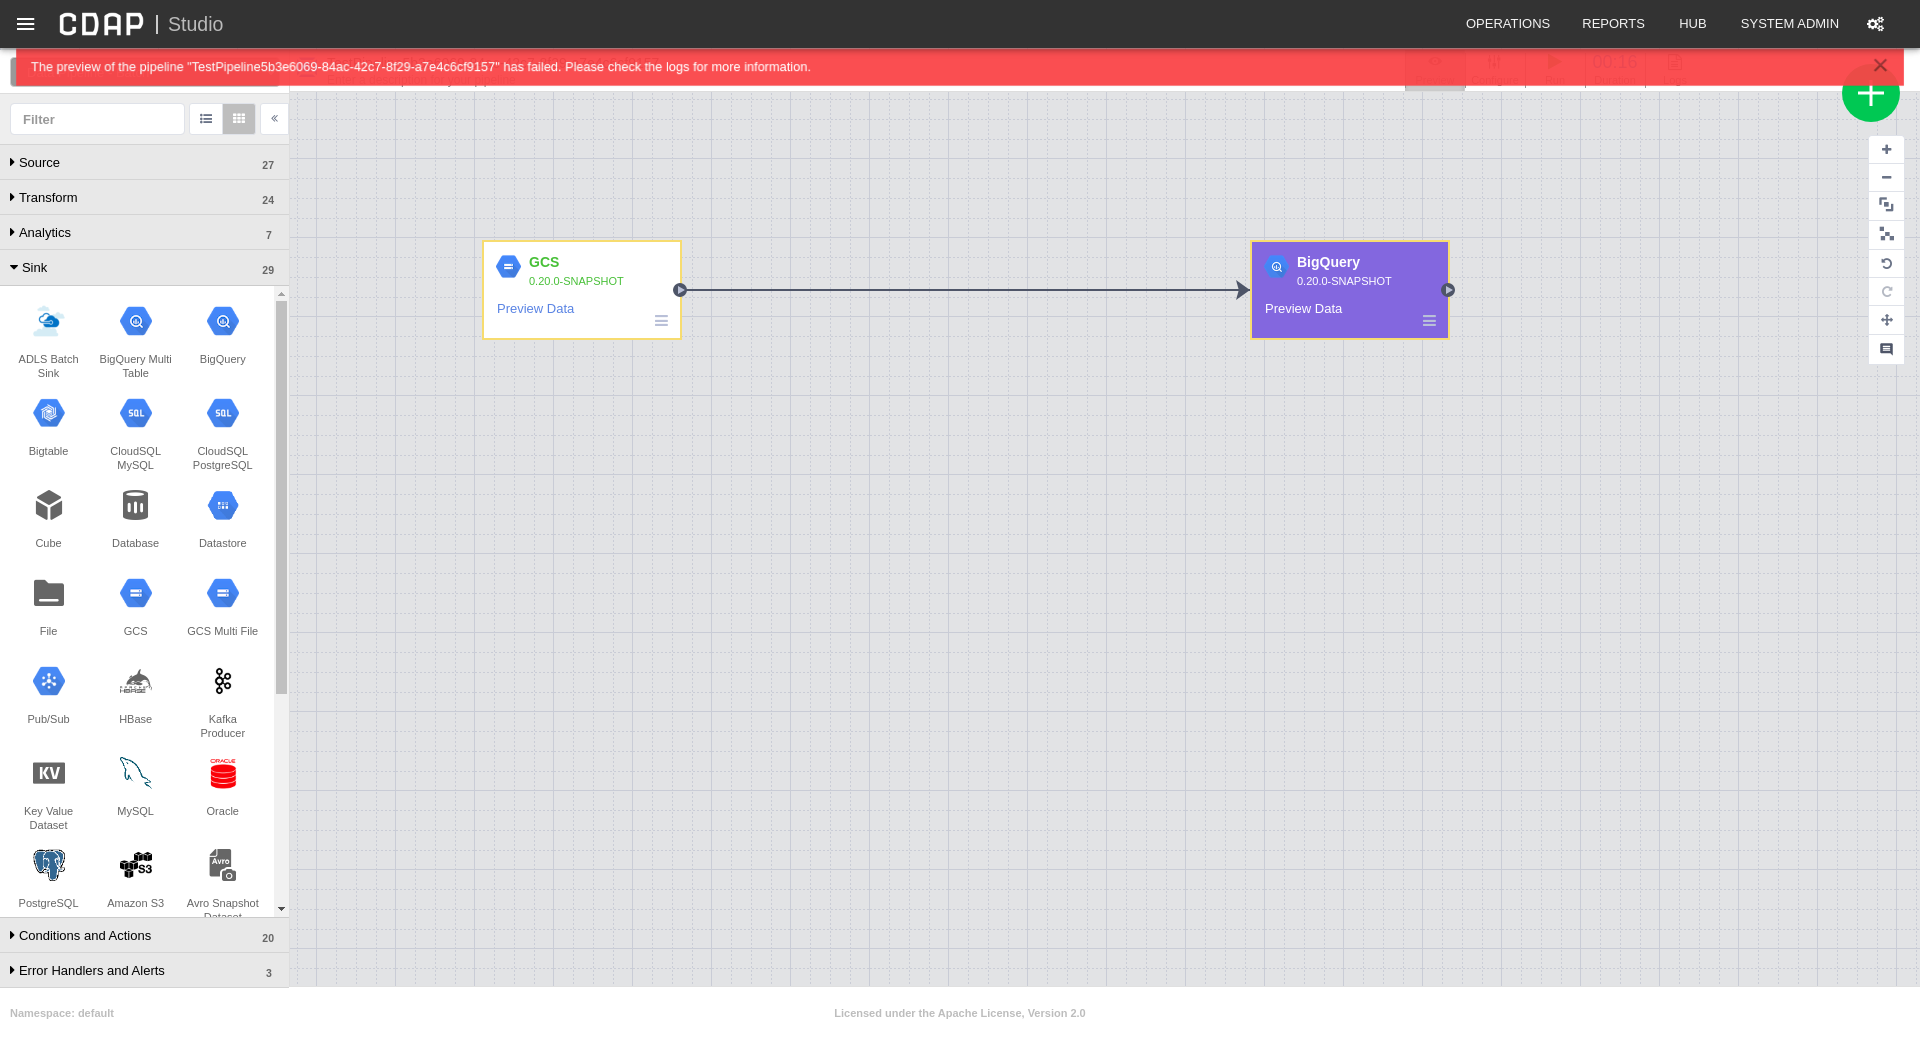 CDAP | Studio
OPERATIONS
REPORTS
HUB
SYSTEM ADMIN
The preview of the pipeline "TestPipeline5b3e6069-84ac-42c7-8f29-a7e4c6cf9157" has failed. Please check the logs for more information.
Filter
Source 27
Transform 24
Analytics 7
Sink 29
ADLS Batch
Sink
BigQuery Multi
Table
BigQuery
Bigtable
CloudSQL
MySQL
CloudSQL
PostgreSQL
Cube
Database
Datastore
File
GCS
GCS Multi File
Pub/Sub
HBase
Kafka
Producer
KV
ORACLE
Key Value
Dataset
MySQL
Oracle
S3
Avro
PostgreSQL
Amazon S3
Avro Snapshot
Dataset
Conditions and Actions 20
Error Handlers and Alerts 3
GCS
0.20.0-SNAPSHOT
Preview Data
BigQuery
0.20.0-SNAPSHOT
Preview Data
Namespace: default
Licensed under the Apache License, Version 2.0